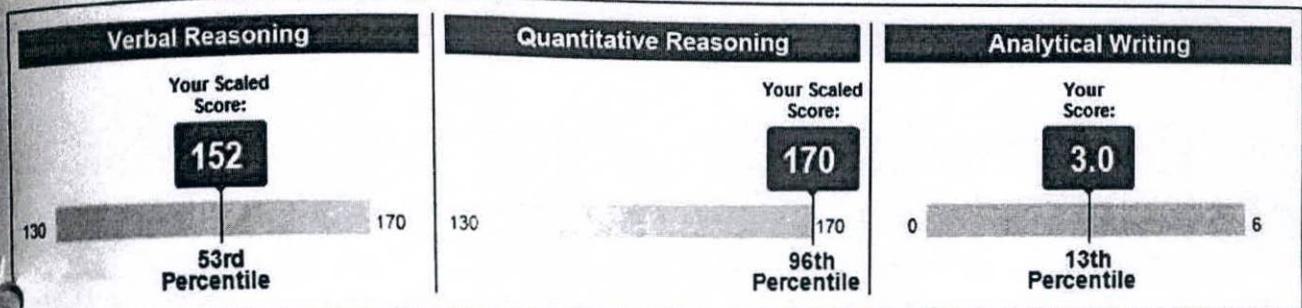 Verbal Reasoning
Your Scaled
Score:
152
130
170
53rd
Percentile
Quantitative Reasoning
Your Scaled
Score:
170
130
170
96th
Percentile
Analytical Writing
Your
Score:
3.0
0
6
13th
Percentile